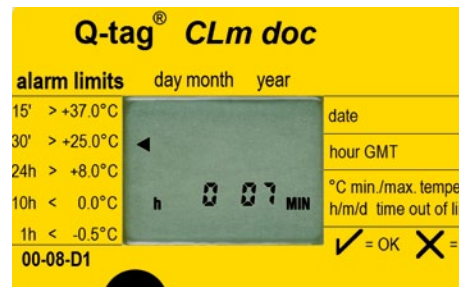 Q-tag® CLm doc
alarm limits day month year
15' > +37.0°C
30' > +25.0°C
24h > +8.0°C
10h < 0.0°C
1h < -0.5°C
00-08-D1
h 0 07 MIN
date
hour GMT
°C min./max. tempe
h/m/d time out of li
✓ = OK ✗ =